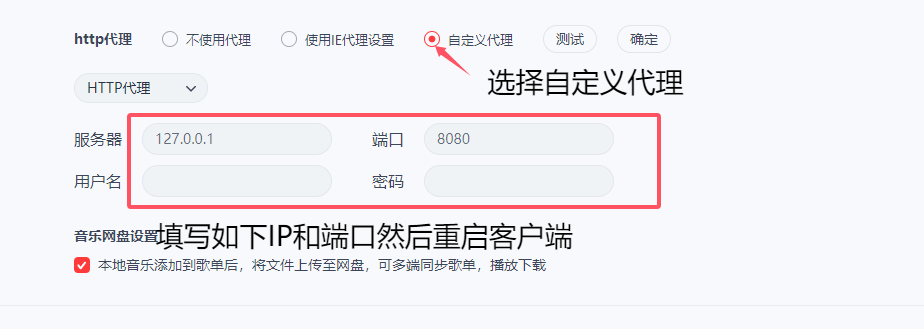 http代理 不使用代理 使用IE代理设置 自定义代理 测试 确定
选择自定义代理
HTTP代理
服务器 127.0.0.1 端口 8080
用户名 密码
音乐网盘设置
填写如下IP和端口然后重启客户端
本地音乐添加到歌单后，将文件上传至网盘，可多端同步歌单，播放下载